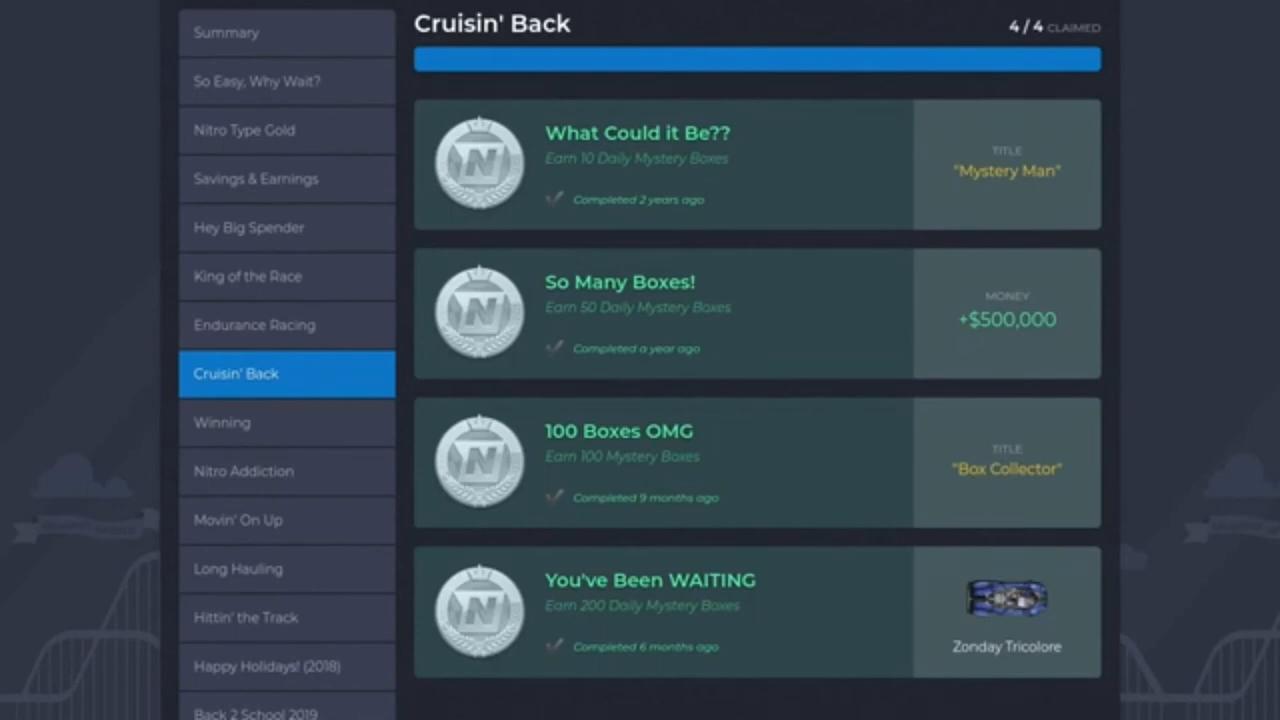 Summary
So Easy, Why Wait?
Nitro Type Gold
Savings & Earnings
Hey Big Spender
King of the Race
Endurance Racing
Cruisin' Back
Winning
Nitro Addiction
Movin' On Up
Long Hauling
Hittin' the Track
Happy Holidays! (2018)
Back 2 School 2019
Cruisin' Back
4 / 4 CLAIMED
N
What Could it Be??
Earn 10 Daily Mystery Boxes
Completed 2 years ago
TITLE
"Mystery Man"
N
So Many Boxes!
Earn 50 Daily Mystery Boxes
Completed a year ago
MONEY
+$500,000
N
100 Boxes OMG
Earn 100 Mystery Boxes
Completed 9 months ago
TITLE
"Box Collector"
N
You've Been WAITING
Earn 200 Daily Mystery Boxes
Completed 6 months ago
Zonday Tricolore